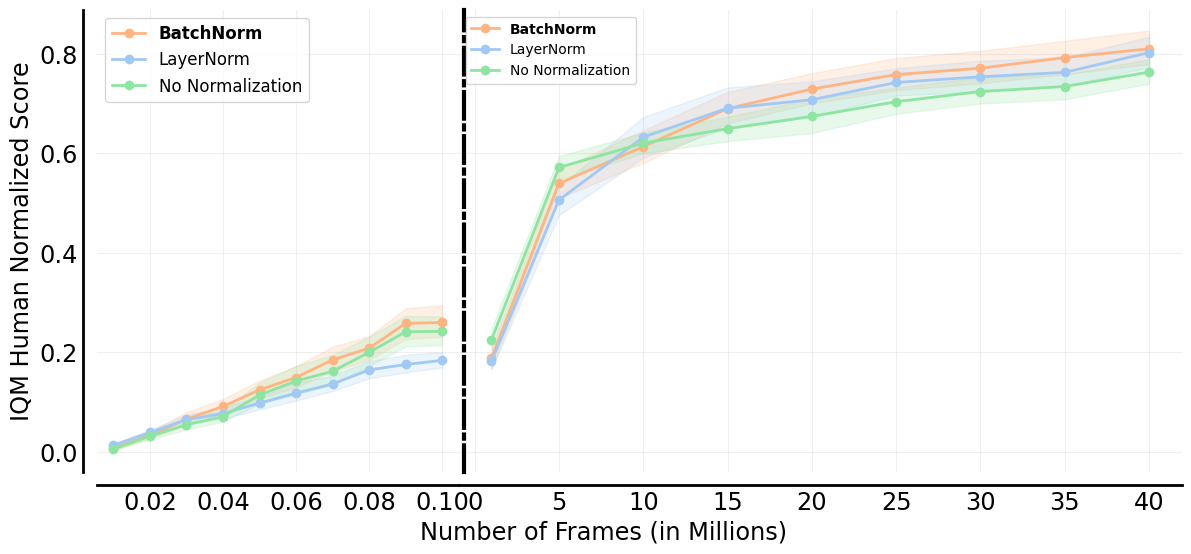 IQM Human Normalized Score
BatchNorm
LayerNorm
No Normalization
BatchNorm
LayerNorm
No Normalization
0.8
0.6
0.4
0.2
0.0
0.02 0.04 0.06 0.08 0.100 0 5 10 15 20 25 30 35 40
Number of Frames (in Millions)